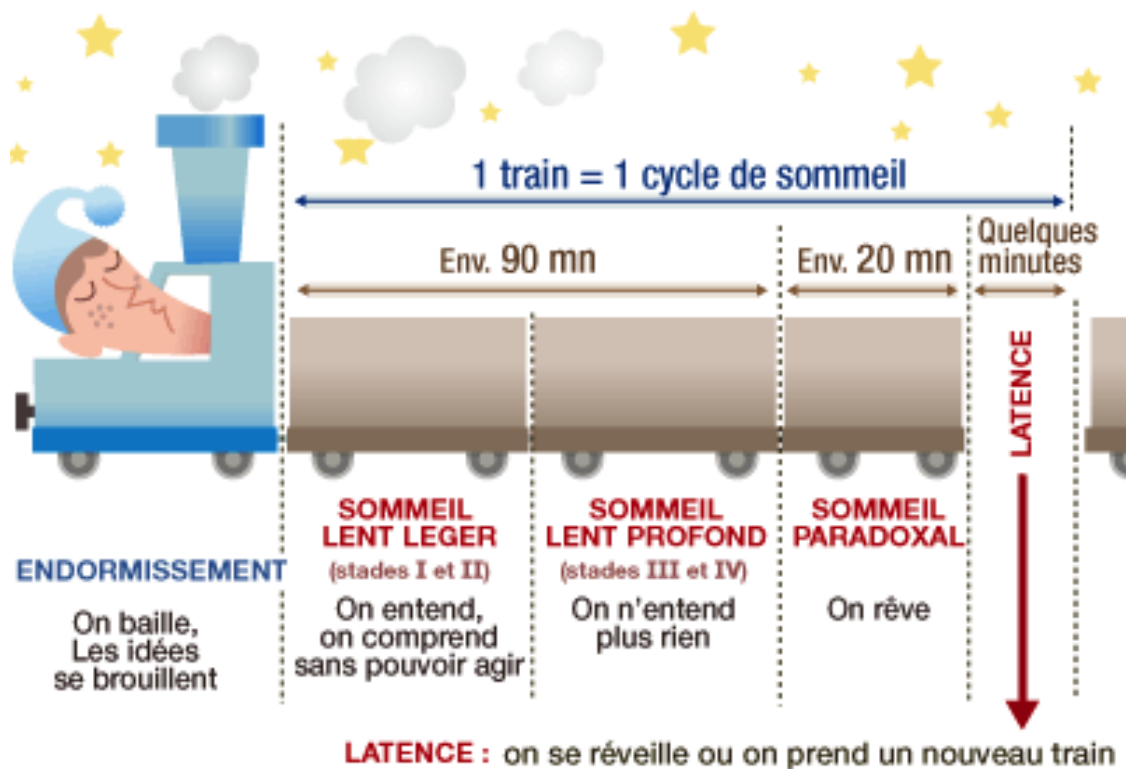 1 train = 1 cycle de sommeil
Env. 90 mn
Env. 20 mn
Quelques
minutes
LATENCE
ENDORMISSEMENT
On baille,
Les idées
se brouillent
SOMMEIL
LENT LEGER
(stades I et II)
On entend,
on comprend
sans pouvoir agir
SOMMEIL
LENT PROFOND
(stades III et IV)
On n'entend
plus rien
SOMMEIL
PARADOXAL
On rêve
LATENCE : on se réveille ou on prend un nouveau train